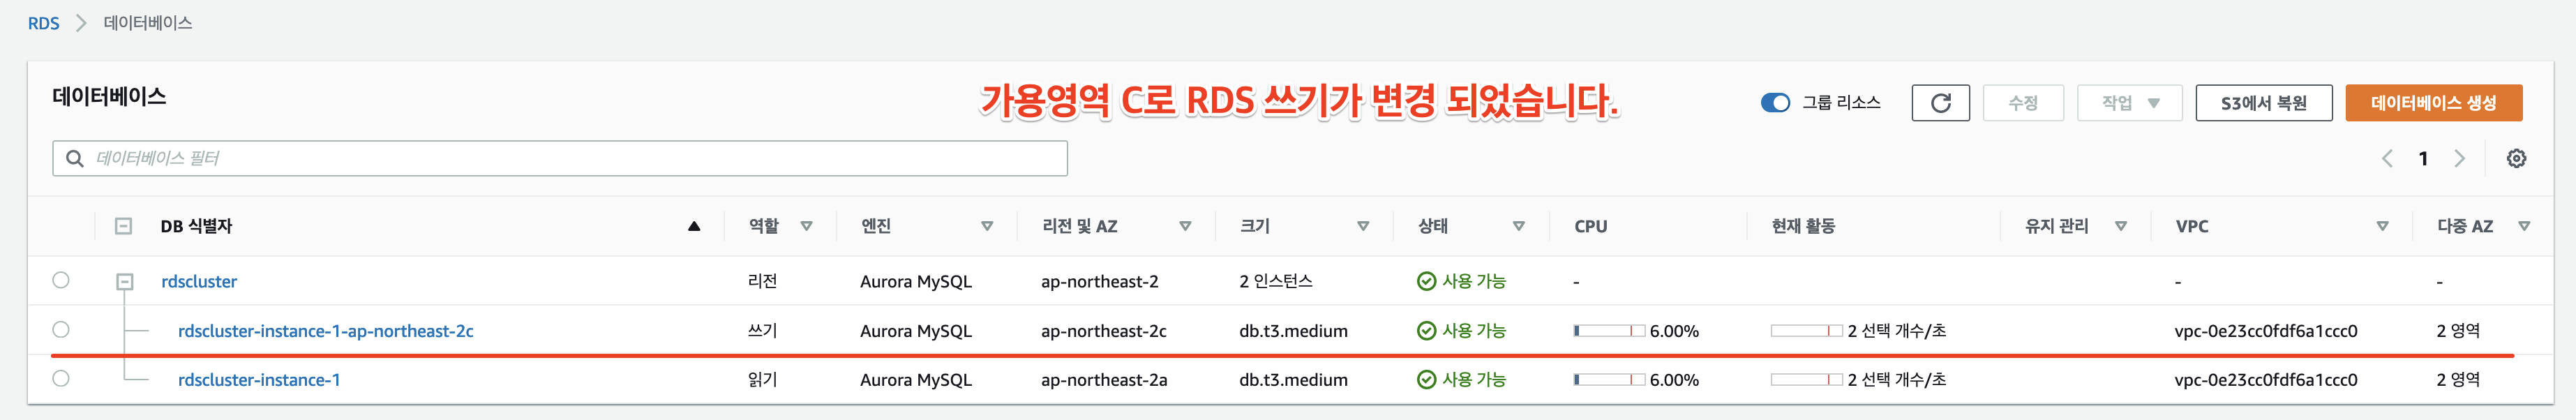 RDS > 데이터베이스
데이터베이스
가용영역 C로 RDS 쓰기가 변경 되었습니다.
그룹 리소스
수정
작업
S3에서 복원
데이터베이스 생성
데이터베이스 필터
1
DB 식별자 역할 엔진 리전 및 AZ 크기 상태 CPU 현재 활동 유지 관리 VPC 다중 AZ
rdscluster 리전 Aurora MySQL ap-northeast-2 2 인스턴스 사용 가능 - - -
rdscluster-instance-1-ap-northeast-2c 쓰기 Aurora MySQL ap-northeast-2c db.t3.medium 사용 가능 6.00% 2 선택 개수/초 vpc-0e23cc0fdf6a1ccc0 2 영역
rdscluster-instance-1 읽기 Aurora MySQL ap-northeast-2a db.t3.medium 사용 가능 6.00% 2 선택 개수/초 vpc-0e23cc0fdf6a1ccc0 2 영역